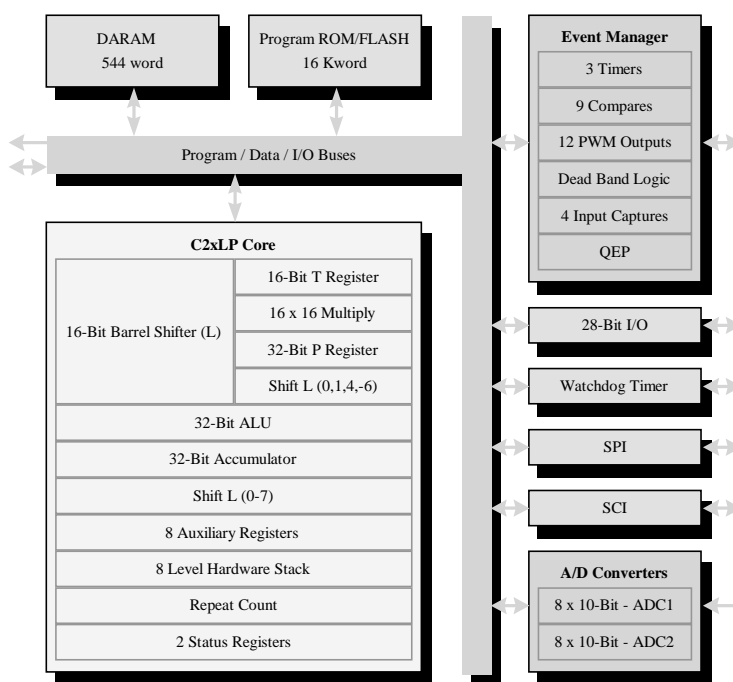 DARAM
544 word
Program ROM/FLASH
16 Kword
Program / Data / I/O Buses
C2xLP Core
16-Bit Barrel Shifter (L)
16-Bit T Register
16 x 16 Multiply
32-Bit P Register
Shift L (0,1,4,-6)
32-Bit ALU
32-Bit Accumulator
Shift L (0-7)
8 Auxiliary Registers
8 Level Hardware Stack
Repeat Count
2 Status Registers
Event Manager
3 Timers
9 Compares
12 PWM Outputs
Dead Band Logic
4 Input Captures
QEP
28-Bit I/O
Watchdog Timer
SPI
SCI
A/D Converters
8 x 10-Bit - ADC1
8 x 10-Bit - ADC2